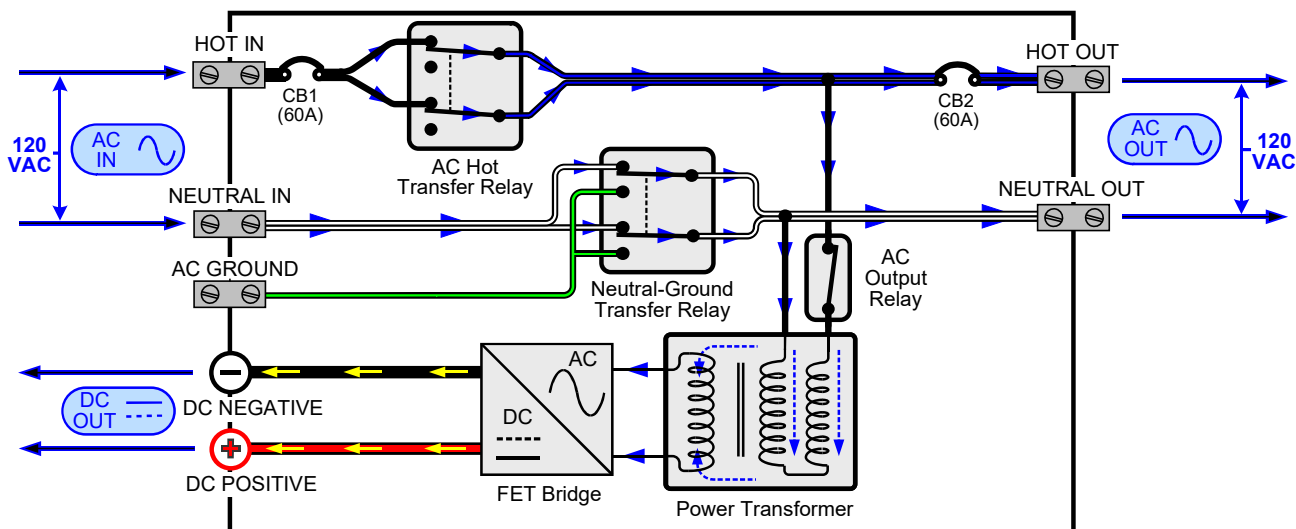 HOT IN
CB1
(60A)
AC Hot
Transfer Relay
CB2
(60A)
HOT OUT
120
VAC
AC
IN
AC
OUT
120
VAC
NEUTRAL IN
NEUTRAL OUT
AC GROUND
Neutral-Ground
Transfer Relay
AC
Output
Relay
DC
OUT
DC NEGATIVE
DC POSITIVE
AC
DC
FET Bridge
Power Transformer